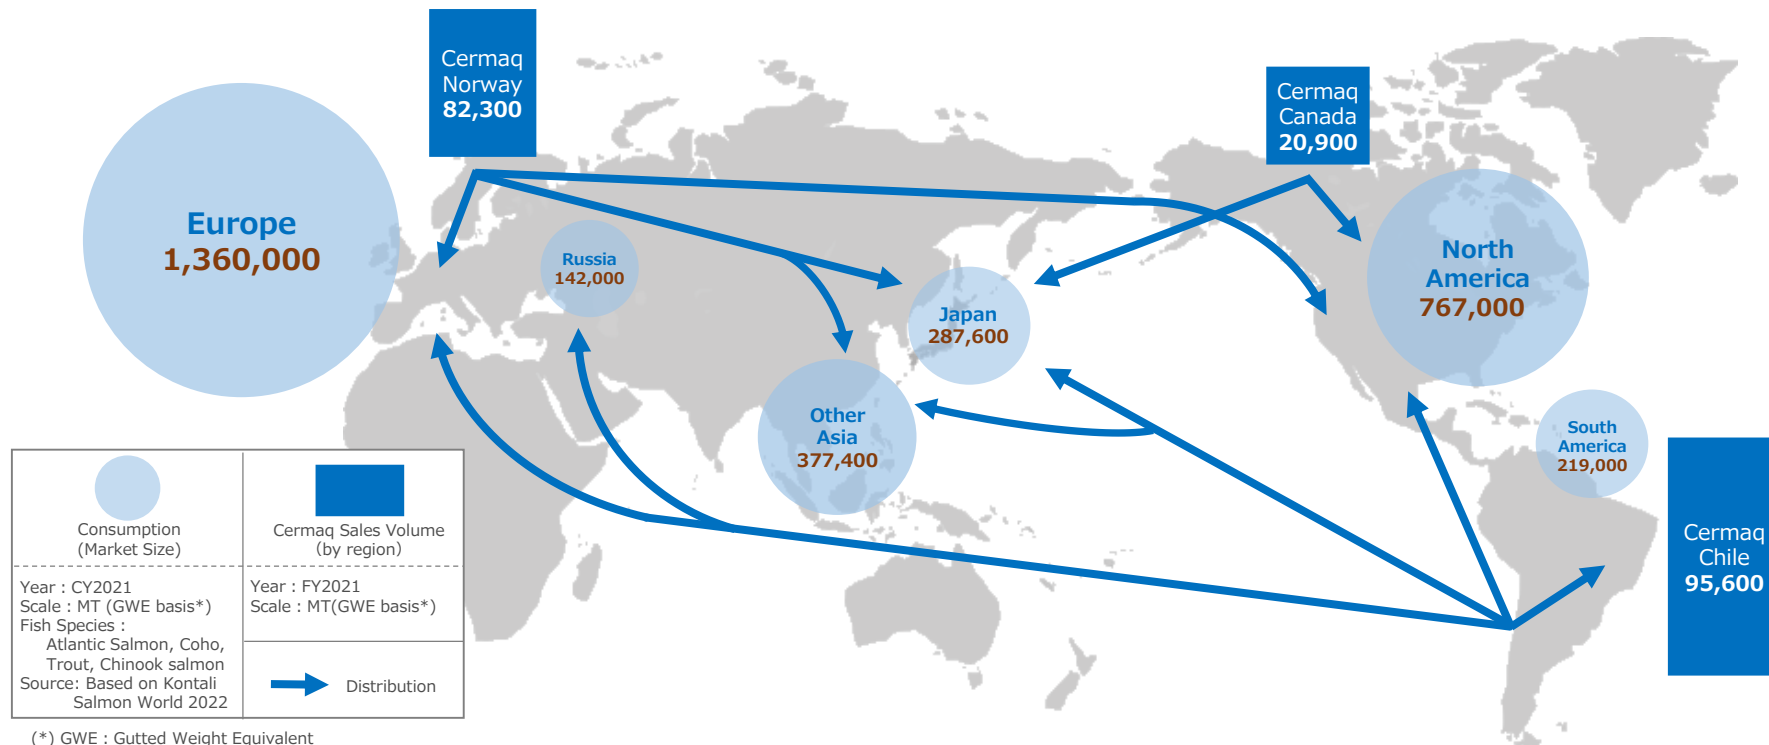 Cermaq
Norway
82,300
Cermaq
Canada
20,900
Europe
1,360,000
Russia
142,000
Japan
287,600
North
America
767,000
Other
Asia
377,400
South
America
219,000
Cermaq
Chile
95,600
Consumption
(Market Size)
Cermaq Sales Volume
(by region)
Year : CY2021
Scale : MT (GWE basis*)
Fish Species :
Atlantic Salmon, Coho,
Trout, Chinook salmon
Source: Based on Kontali
Salmon World 2022
Year : FY2021
Scale : MT(GWE basis*)
Distribution
(*) GWE : Gutted Weight Equivalent